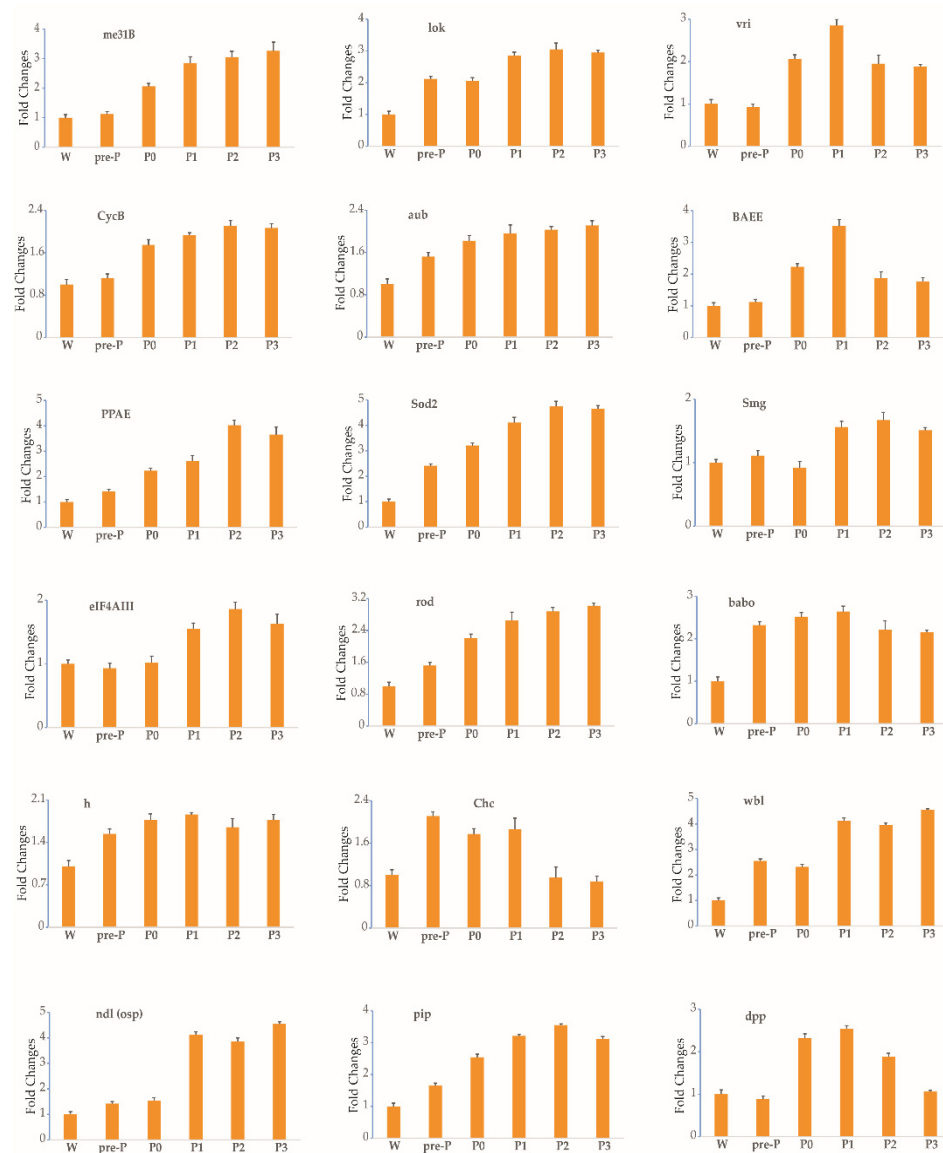 me31B
Fold Changes
4
3
2
1
0
W pre-P P0 P1 P2 P3
lok
Fold Changes
4
3
2
1
0
W pre-P P0 P1 P2 P3
vri
Fold Changes
3
2
1
0
W pre-P P0 P1 P2 P3
CycB
Fold Changes
2.4
1.6
0.8
0
W pre-P P0 P1 P2 P3
aub
Fold Changes
2.4
1.6
0.8
0
W pre-P P0 P1 P2 P3
BAEE
Fold Changes
4
3
2
1
0
W pre-P P0 P1 P2 P3
PPAE
Fold Changes
5
4
3
2
1
0
W pre-P P0 P1 P2 P3
Sod2
Fold Changes
5
4
3
2
1
0
W pre-P P0 P1 P2 P3
Smg
Fold Changes
2
1
0
W pre-P P0 P1 P2 P3
eIF4AIII
Fold Changes
2
1
0
W pre-P P0 P1 P2 P3
rod
Fold Changes
3.2
2.4
1.6
0.8
0
W pre-P P0 P1 P2 P3
babo
Fold Changes
3
2
1
0
W pre-P P0 P1 P2 P3
h
Fold Changes
2.1
1.4
0.7
0
W pre-P P0 P1 P2 P3
Chc
Fold Changes
2.4
1.6
0.8
0
W pre-P P0 P1 P2 P3
wbl
Fold Changes
5
4
3
2
1
0
W pre-P P0 P1 P2 P3
ndl (osp)
Fold Changes
5
4
3
2
1
0
W pre-P P0 P1 P2 P3
pip
Fold Changes
4
3
2
1
0
W pre-P P0 P1 P2 P3
dpp
Fold Changes
3
2
1
0
W pre-P P0 P1 P2 P3